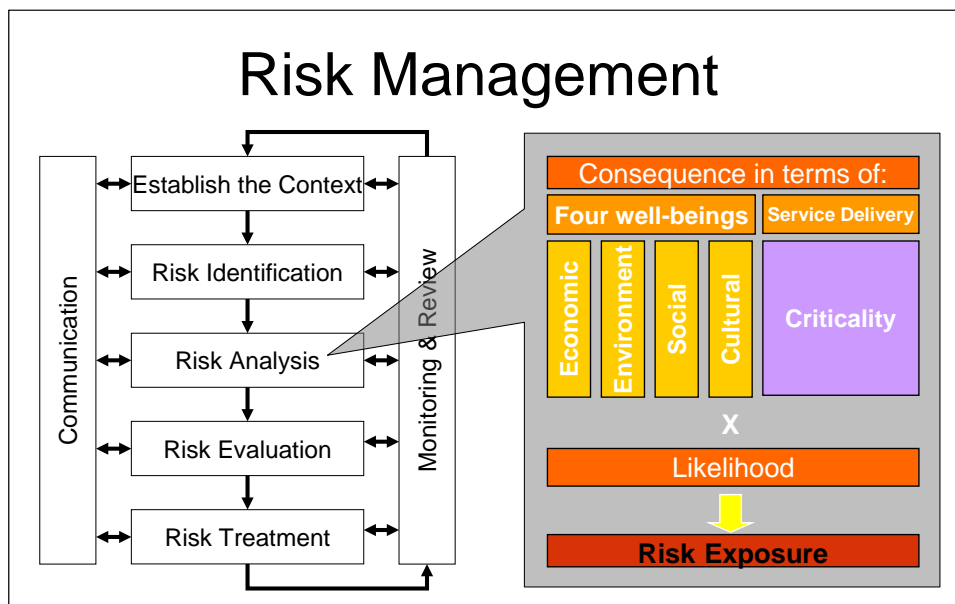 Risk Management
Communication
Establish the Context
Risk Identification
Risk Analysis
Risk Evaluation
Risk Treatment
Monitoring & Review
Consequence in terms of:
Four well-beings
Service Delivery
Economic
Environment
Social
Cultural
Criticality
X
Likelihood
Risk Exposure